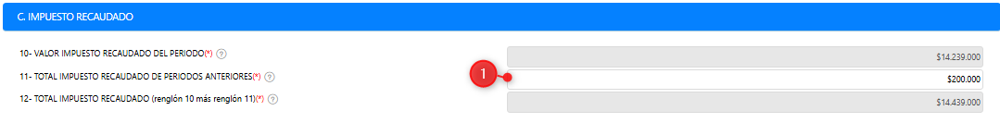 C. IMPUESTO RECAUDADO
10- VALOR IMPUESTO RECAUDADO DEL PERIODO(*) ?
$14.239.000
11- TOTAL IMPUESTO RECAUDADO DE PERIODOS ANTERIORES(*) ?
1
$200.000
12- TOTAL IMPUESTO RECAUDADO (renglón 10 más renglón 11)(*) ?
$14.439.000